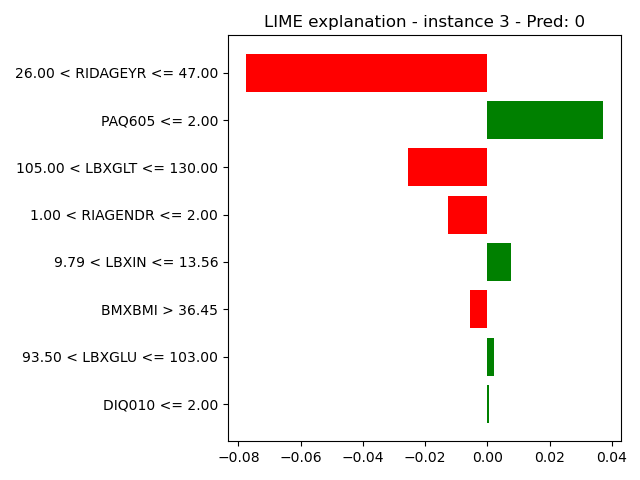 LIME explanation - instance 3 - Pred: 0
26.00 < RIDAGEYR <= 47.00
PAQ605 <= 2.00
105.00 < LBXGLT <= 130.00
1.00 < RIAGENDR <= 2.00
9.79 < LBXIN <= 13.56
BMXBMI > 36.45
93.50 < LBXGLU <= 103.00
DIQ010 <= 2.00
−0.08 −0.06 −0.04 −0.02 0.00 0.02 0.04